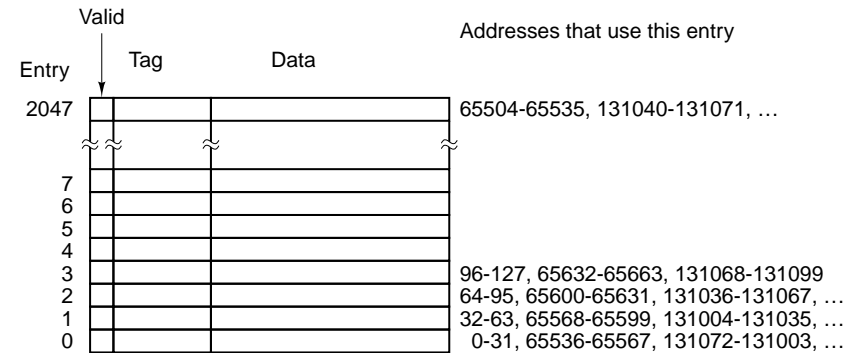 Valid
Addresses that use this entry
Entry Tag Data
2047 65504-65535, 131040-131071, …
7
6
5
4
3 96-127, 65632-65663, 131068-131099
2 64-95, 65600-65631, 131036-131067, …
1 32-63, 65568-65599, 131004-131035, …
0 0-31, 65536-65567, 131072-131003, …